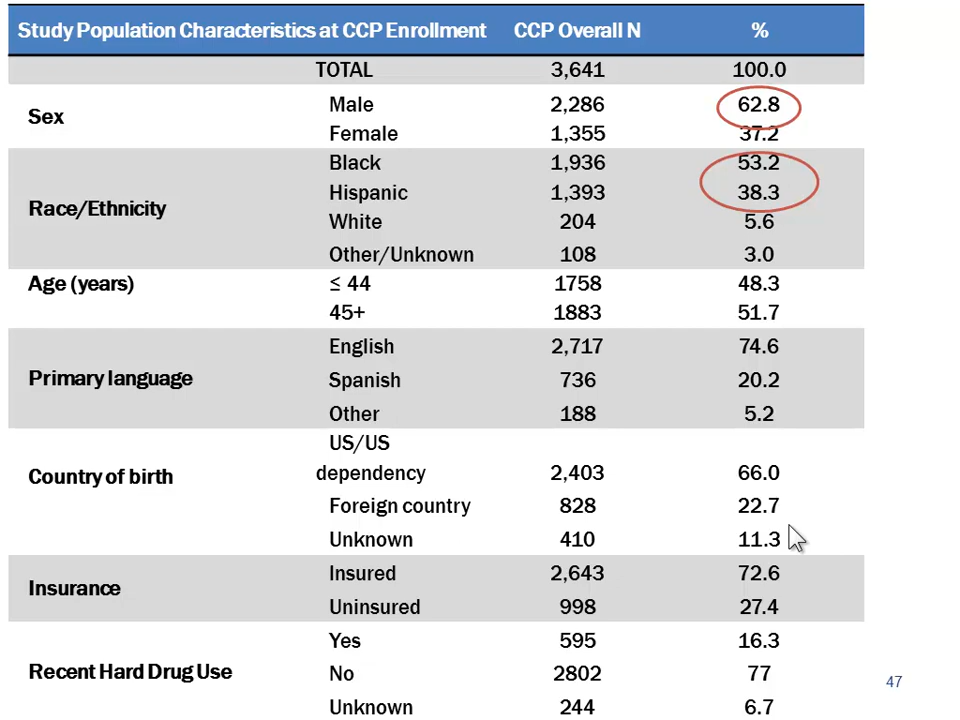 Study Population Characteristics at CCP Enrollment CCP Overall N %
TOTAL 3,641 100.0
Sex
Male 2,286 62.8
Female 1,355 37.2
Race/Ethnicity
Black 1,936 53.2
Hispanic 1,393 38.3
White 204 5.6
Other/Unknown 108 3.0
Age (years) ≤ 44 1758 48.3
45+ 1883 51.7
Primary language
English 2,717 74.6
Spanish 736 20.2
Other 188 5.2
Country of birth
US/US
dependency 2,403 66.0
Foreign country 828 22.7
Unknown 410 11.3
Insurance
Insured 2,643 72.6
Uninsured 998 27.4
Recent Hard Drug Use
Yes 595 16.3
No 2802 77
Unknown 244 6.7
47